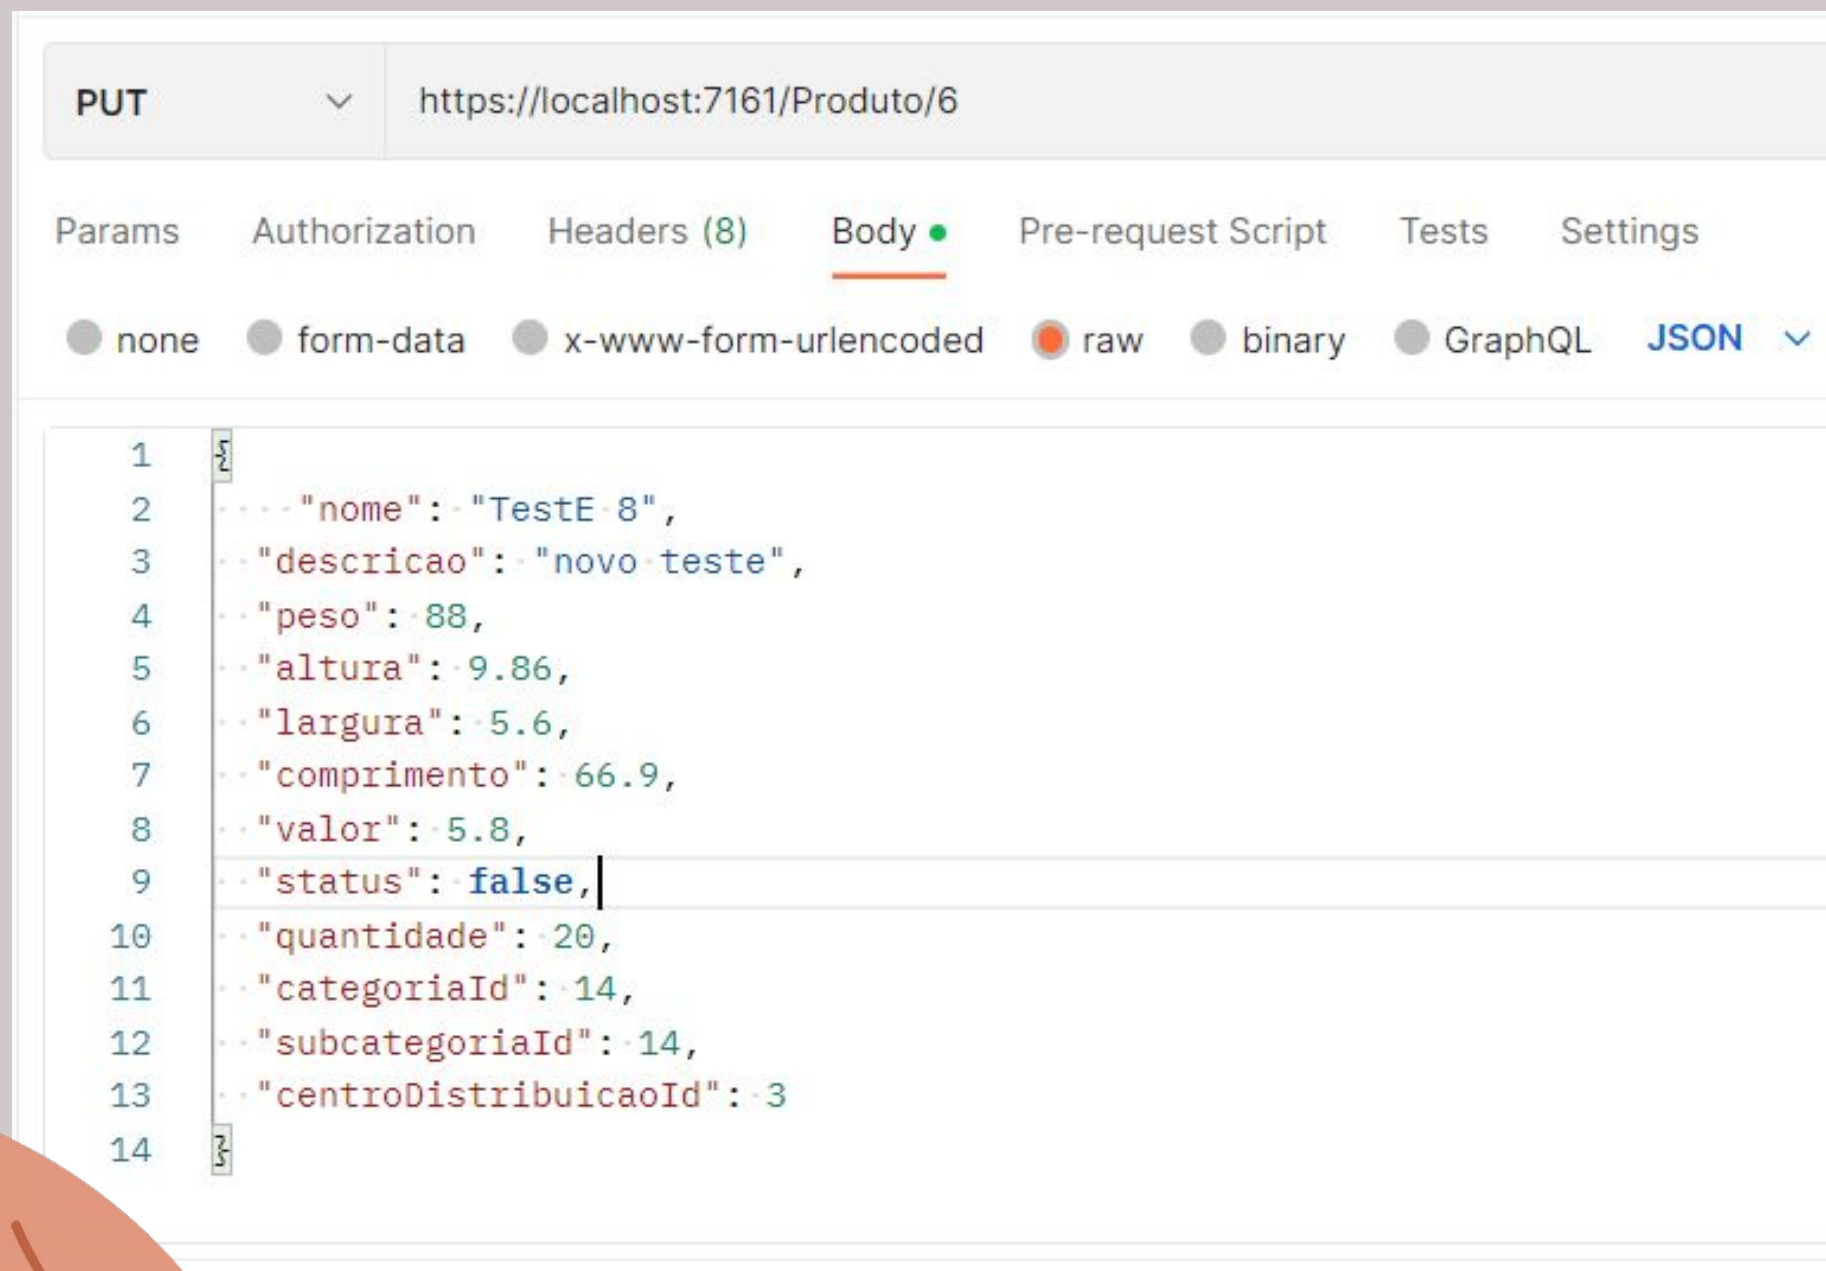 PUT https://localhost:7161/Produto/6
Params Authorization Headers (8) Body Pre-request Script Tests Settings
none form-data x-www-form-urlencoded raw binary GraphQL JSON
1 {
2 "nome": "TestE 8",
3 "descricao": "novo teste",
4 "peso": 88,
5 "altura": 9.86,
6 "largura": 5.6,
7 "comprimento": 66.9,
8 "valor": 5.8,
9 "status": false,
10 "quantidade": 20,
11 "categoriaId": 14,
12 "subcategoriaId": 14,
13 "centroDistribuicaoId": 3
14 }